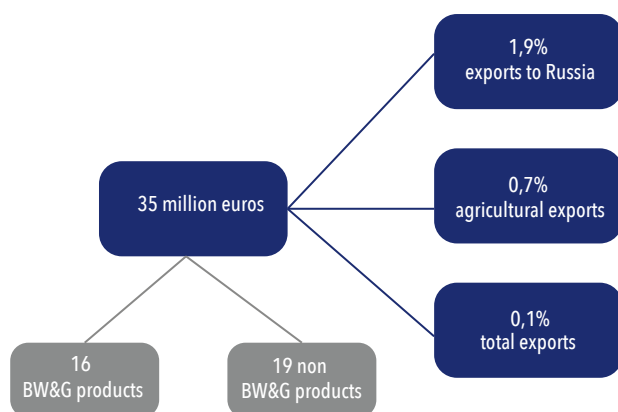 1,9%
exports to Russia
35 million euros
0,7%
agricultural exports
0,1%
total exports
16
BW&G products
19 non
BW&G products